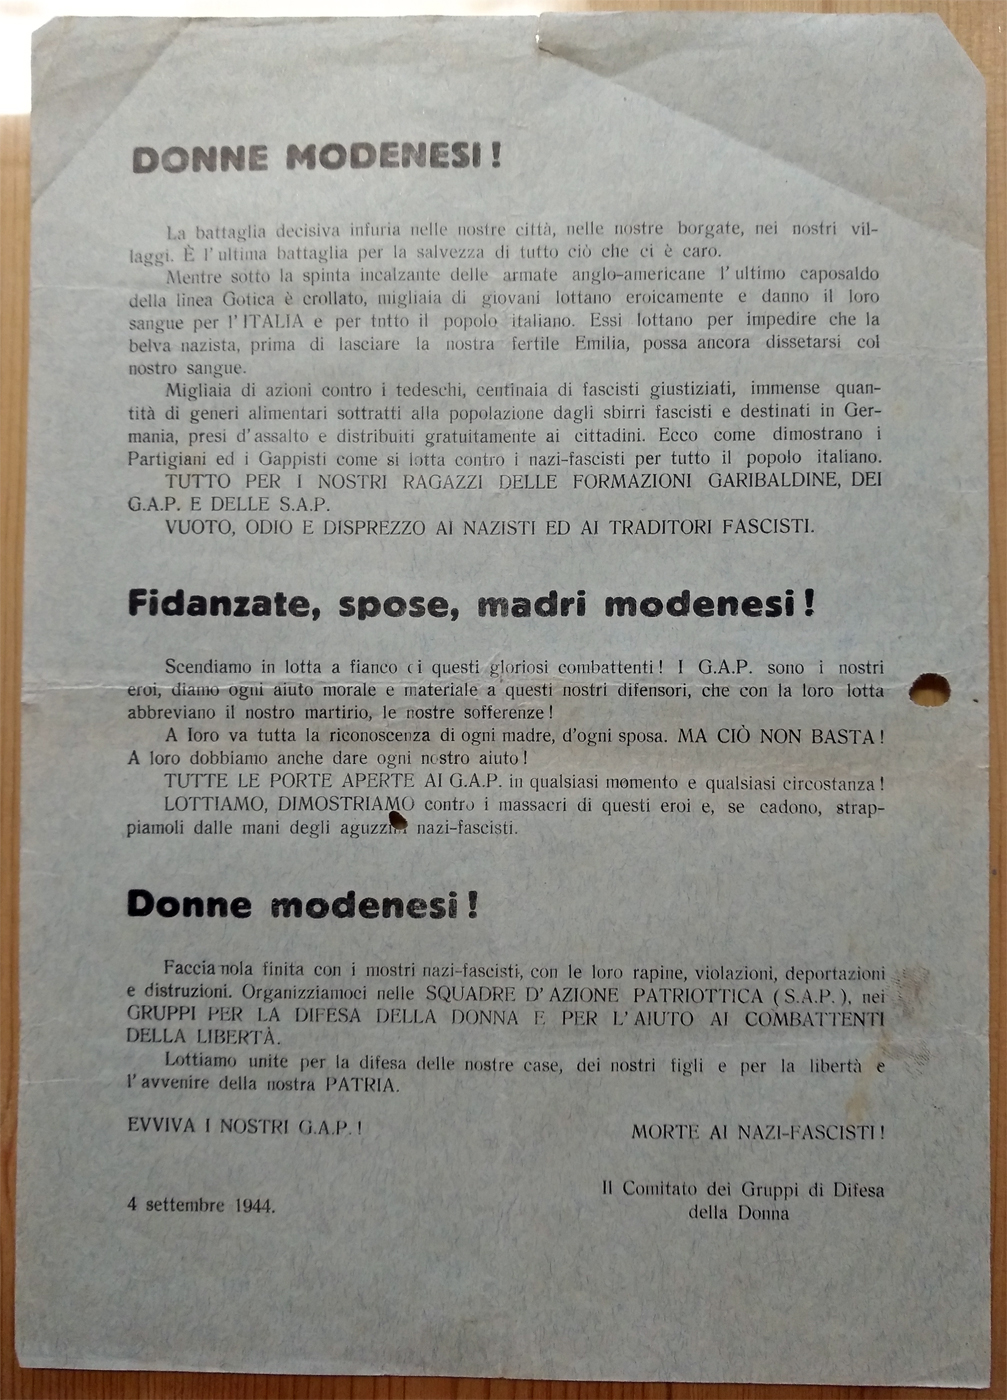 DONNE MODENESI!
La battaglia decisiva infuria nelle nostre città, nelle nostre borgate, nei nostri vil-
laggi. È l'ultima battaglia per la salvezza di tutto ciò che ci è caro.
Mentre sotto la spinta incalzante delle armate anglo-americane l'ultimo caposaldo
della linea Gotica è crollato, migliaia di giovani lottano eroicamente e danno il loro
sangue per l'ITALIA e per tntto il popolo italiano. Essi lottano per impedire che la
belva nazista, prima di lasciare la nostra fertile Emilia, possa ancora dissetarsi col
nostro sangue.
Migliaia di azioni contro i tedeschi, centinaia di fascisti giustiziati, immense quan-
tità di generi alimentari sottratti alla popolazione dagli sbirri fascisti e destinati in Ger-
mania, presi d'assalto e distribuiti gratuitamente ai cittadini. Ecco come dimostrano i
Partigiani ed i Gappisti come si lotta contro i nazi-fascisti per tutto il popolo italiano.
TUTTO PER I NOSTRI RAGAZZI DELLE FORMAZIONI GARIBALDINE, DEI
G.A.P. E DELLE S.A.P.
VUOTO, ODIO E DISPREZZO AI NAZISTI ED AI TRADITORI FASCISTI.
Fidanzate, spose, madri modenesi!
Scendiamo in lotta a fianco di questi gloriosi combattenti! I G.A.P. sono i nostri
eroi, diamo ogni aiuto morale e materiale a questi nostri difensori, che con la loro lotta
abbreviano il nostro martirio, le nostre sofferenze!
A loro va tutta la riconoscenza di ogni madre, d'ogni sposa. MA CIÒ NON BASTA!
A loro dobbiamo anche dare ogni nostro aiuto!
TUTTE LE PORTE APERTE AI G.A.P. in qualsiasi momento e qualsiasi circostanza!
LOTTIAMO, DIMOSTRIAMO contro i massacri di questi eroi e, se cadono, strap-
piamoli dalle mani degli aguzzini nazi-fascisti.
Donne modenesi!
Facciamola finita con i mostri nazi-fascisti, con le loro rapine, violazioni, deportazioni
e distruzioni. Organizziamoci nelle SQUADRE D'AZIONE PATRIOTTICA (S.A.P.), nei
GRUPPI PER LA DIFESA DELLA DONNA E PER L'AIUTO AI COMBATTENTI
DELLA LIBERTÀ.
Lottiamo unite per la difesa delle nostre case, dei nostri figli e per la libertà e
l'avvenire della nostra PATRIA.
EVVIVA I NOSTRI G.A.P.!
MORTE AI NAZI-FASCISTI!
4 settembre 1944.
Il Comitato dei Gruppi di Difesa
della Donna